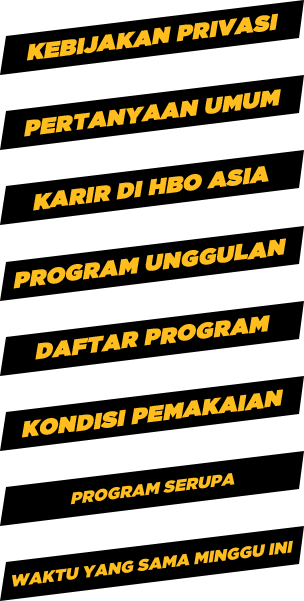 KEBIJAKAN PRIVASI
PERTANYAAN UMUM
KARIR DI HBO ASIA
PROGRAM UNGGULAN
DAFTAR PROGRAM
KONDISI PEMAKAIAN
PROGRAM SERUPA
WAKTU YANG SAMA MINGGU INI